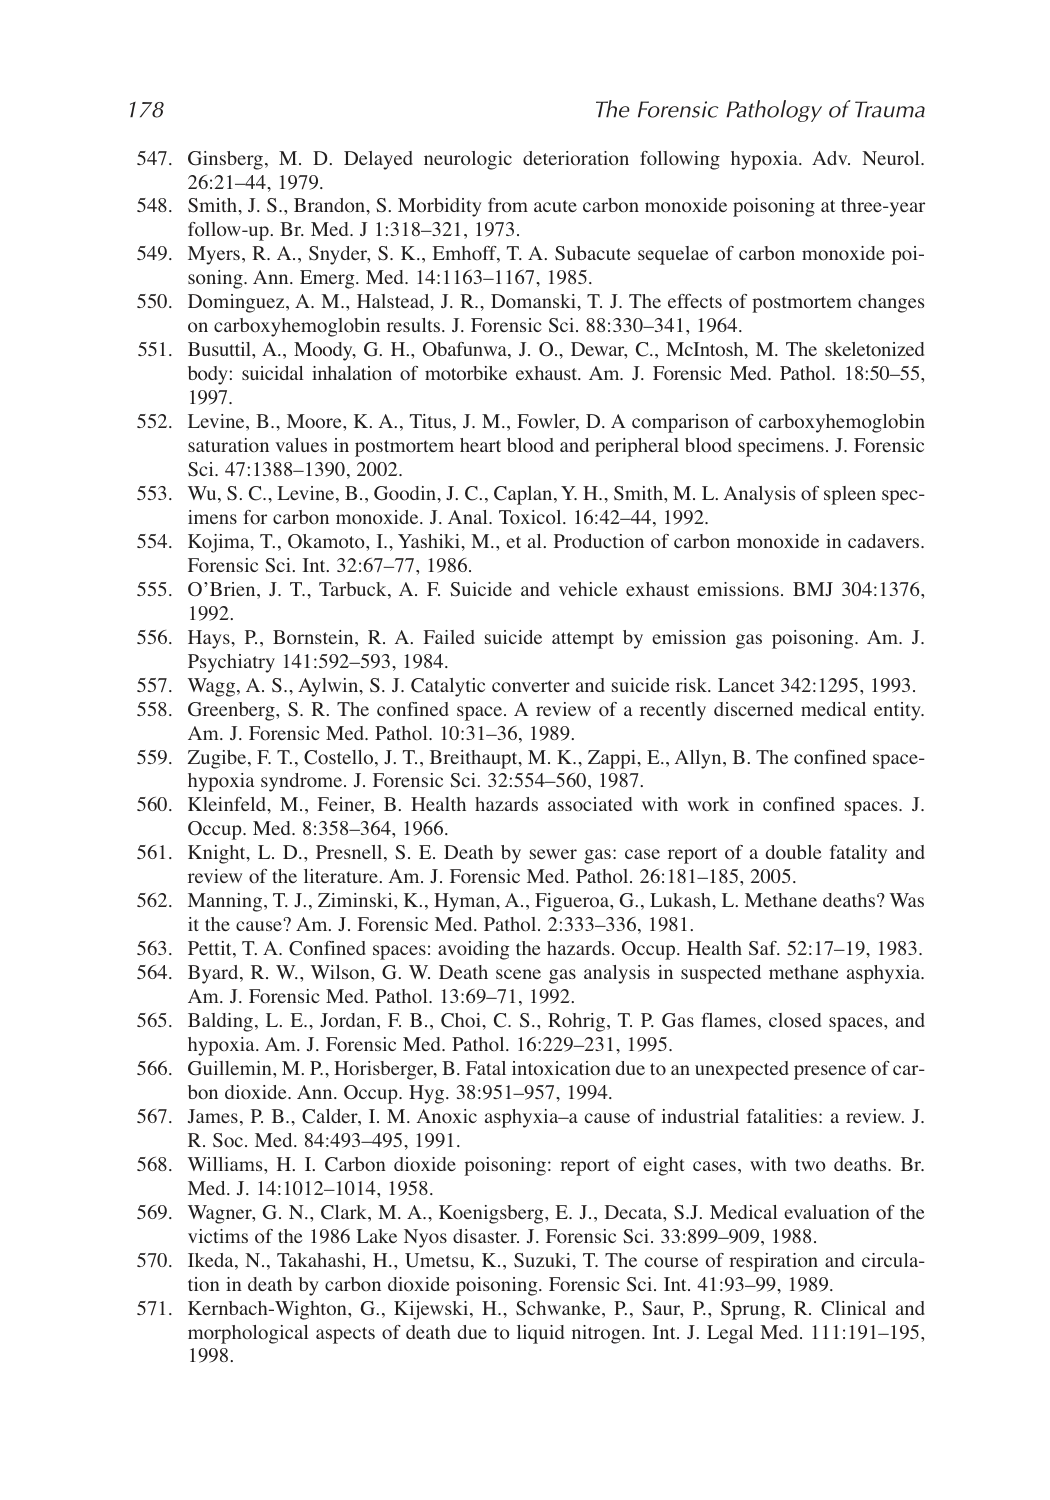 178 The Forensic Pathology of Trauma
547. Ginsberg, M. D. Delayed neurologic deterioration following hypoxia. Adv. Neurol.
26:21–44, 1979.
548. Smith, J. S., Brandon, S. Morbidity from acute carbon monoxide poisoning at three-year
follow-up. Br. Med. J 1:318–321, 1973.
549. Myers, R. A., Snyder, S. K., Emhoff, T. A. Subacute sequelae of carbon monoxide poi-
soning. Ann. Emerg. Med. 14:1163–1167, 1985.
550. Dominguez, A. M., Halstead, J. R., Domanski, T. J. The effects of postmortem changes
on carboxyhemoglobin results. J. Forensic Sci. 88:330–341, 1964.
551. Busuttil, A., Moody, G. H., Obafunwa, J. O., Dewar, C., McIntosh, M. The skeletonized
body: suicidal inhalation of motorbike exhaust. Am. J. Forensic Med. Pathol. 18:50–55,
1997.
552. Levine, B., Moore, K. A., Titus, J. M., Fowler, D. A comparison of carboxyhemoglobin
saturation values in postmortem heart blood and peripheral blood specimens. J. Forensic
Sci. 47:1388–1390, 2002.
553. Wu, S. C., Levine, B., Goodin, J. C., Caplan, Y. H., Smith, M. L. Analysis of spleen spec-
imens for carbon monoxide. J. Anal. Toxicol. 16:42–44, 1992.
554. Kojima, T., Okamoto, I., Yashiki, M., et al. Production of carbon monoxide in cadavers.
Forensic Sci. Int. 32:67–77, 1986.
555. O’Brien, J. T., Tarbuck, A. F. Suicide and vehicle exhaust emissions. BMJ 304:1376,
1992.
556. Hays, P., Bornstein, R. A. Failed suicide attempt by emission gas poisoning. Am. J.
Psychiatry 141:592–593, 1984.
557. Wagg, A. S., Aylwin, S. J. Catalytic converter and suicide risk. Lancet 342:1295, 1993.
558. Greenberg, S. R. The confined space. A review of a recently discerned medical entity.
Am. J. Forensic Med. Pathol. 10:31–36, 1989.
559. Zugibe, F. T., Costello, J. T., Breithaupt, M. K., Zappi, E., Allyn, B. The confined space-
hypoxia syndrome. J. Forensic Sci. 32:554–560, 1987.
560. Kleinfeld, M., Feiner, B. Health hazards associated with work in confined spaces. J.
Occup. Med. 8:358–364, 1966.
561. Knight, L. D., Presnell, S. E. Death by sewer gas: case report of a double fatality and
review of the literature. Am. J. Forensic Med. Pathol. 26:181–185, 2005.
562. Manning, T. J., Ziminski, K., Hyman, A., Figueroa, G., Lukash, L. Methane deaths? Was
it the cause? Am. J. Forensic Med. Pathol. 2:333–336, 1981.
563. Pettit, T. A. Confined spaces: avoiding the hazards. Occup. Health Saf. 52:17–19, 1983.
564. Byard, R. W., Wilson, G. W. Death scene gas analysis in suspected methane asphyxia.
Am. J. Forensic Med. Pathol. 13:69–71, 1992.
565. Balding, L. E., Jordan, F. B., Choi, C. S., Rohrig, T. P. Gas flames, closed spaces, and
hypoxia. Am. J. Forensic Med. Pathol. 16:229–231, 1995.
566. Guillemin, M. P., Horisberger, B. Fatal intoxication due to an unexpected presence of car-
bon dioxide. Ann. Occup. Hyg. 38:951–957, 1994.
567. James, P. B., Calder, I. M. Anoxic asphyxia–a cause of industrial fatalities: a review. J.
R. Soc. Med. 84:493–495, 1991.
568. Williams, H. I. Carbon dioxide poisoning: report of eight cases, with two deaths. Br.
Med. J. 14:1012–1014, 1958.
569. Wagner, G. N., Clark, M. A., Koenigsberg, E. J., Decata, S.J. Medical evaluation of the
victims of the 1986 Lake Nyos disaster. J. Forensic Sci. 33:899–909, 1988.
570. Ikeda, N., Takahashi, H., Umetsu, K., Suzuki, T. The course of respiration and circula-
tion in death by carbon dioxide poisoning. Forensic Sci. Int. 41:93–99, 1989.
571. Kernbach-Wighton, G., Kijewski, H., Schwanke, P., Saur, P., Sprung, R. Clinical and
morphological aspects of death due to liquid nitrogen. Int. J. Legal Med. 111:191–195,
1998.